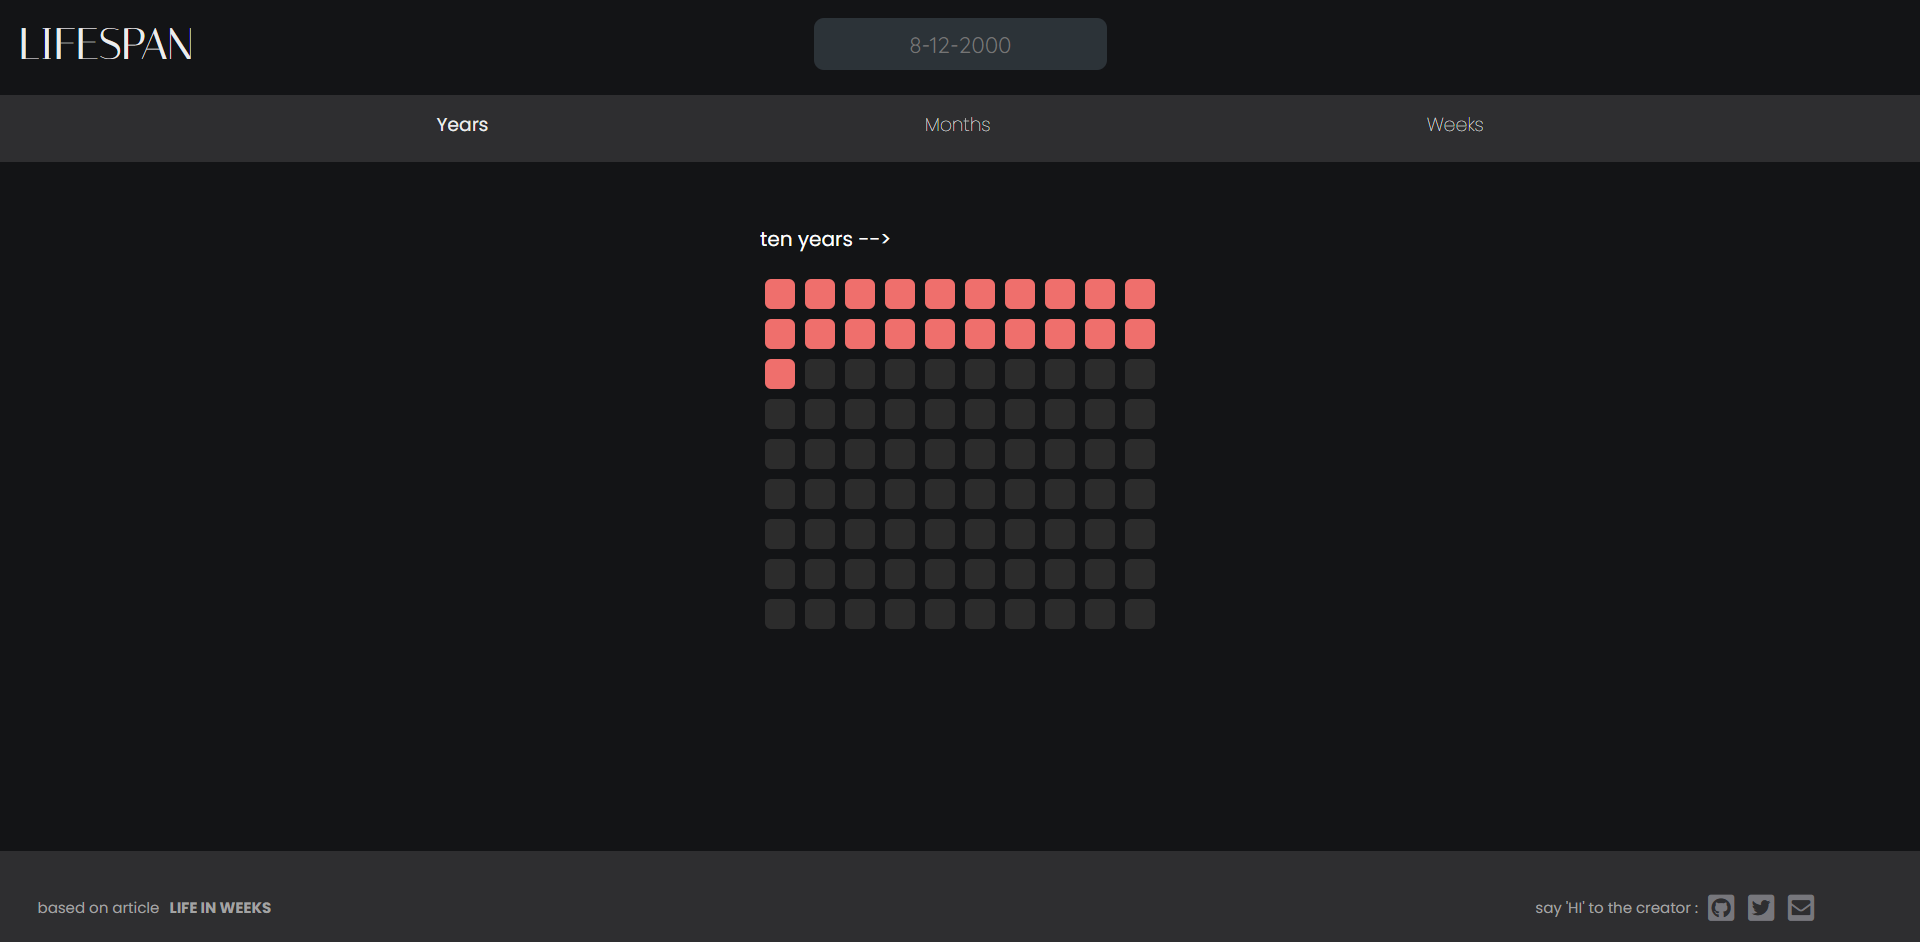 LIFESPAN
8-12-2000
Years
Months
Weeks
ten years -->
based on article LIFE IN WEEKS
say 'HI' to the creator :